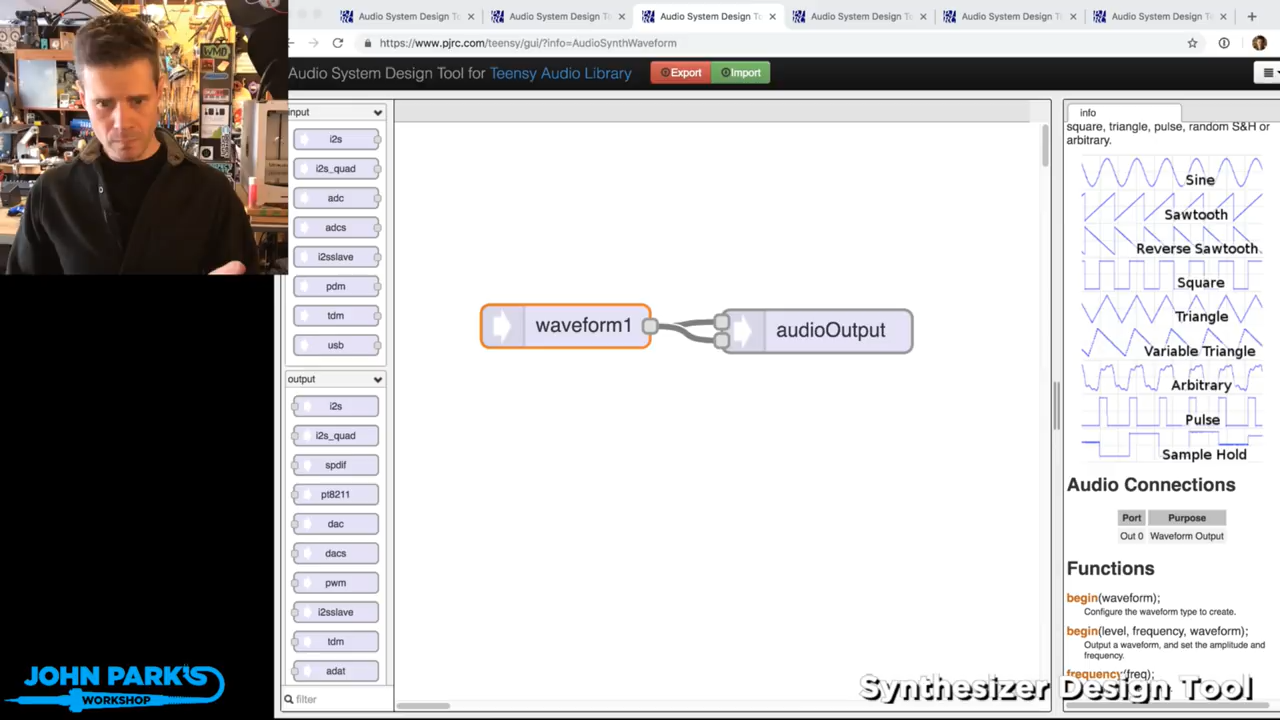 Audio System Design To
Audio System Design To
Audio System Design To
Audio System Design To
Audio System Design To
Audio System Design To
https://www.pjrc.com/teensy/gui/?info=AudioSynthWaveform
Audio System Design Tool for Teensy Audio Library
Export
Import
input
i2s
i2s_quad
adc
adcs
i2sslave
pdm
tdm
usb
output
i2s
i2s_quad
spdif
pt8211
dac
dacs
pwm
i2sslave
tdm
adat
filter
waveform1
audioOutput
info
square, triangle, pulse, random S&H or
arbitrary.
Sine
Sawtooth
Reverse Sawtooth
Square
Triangle
Variable Triangle
Arbitrary
Pulse
Sample Hold
Audio Connections
Port Purpose
Out 0 Waveform Output
Functions
begin(waveform);
Configure the waveform type to create.
begin(level, frequency, waveform);
Output a waveform, and set the amplitude and
frequency.
frequency(freq);
WMD
JOHN PARK'S
WORKSHOP
Synthesizer Design Tool